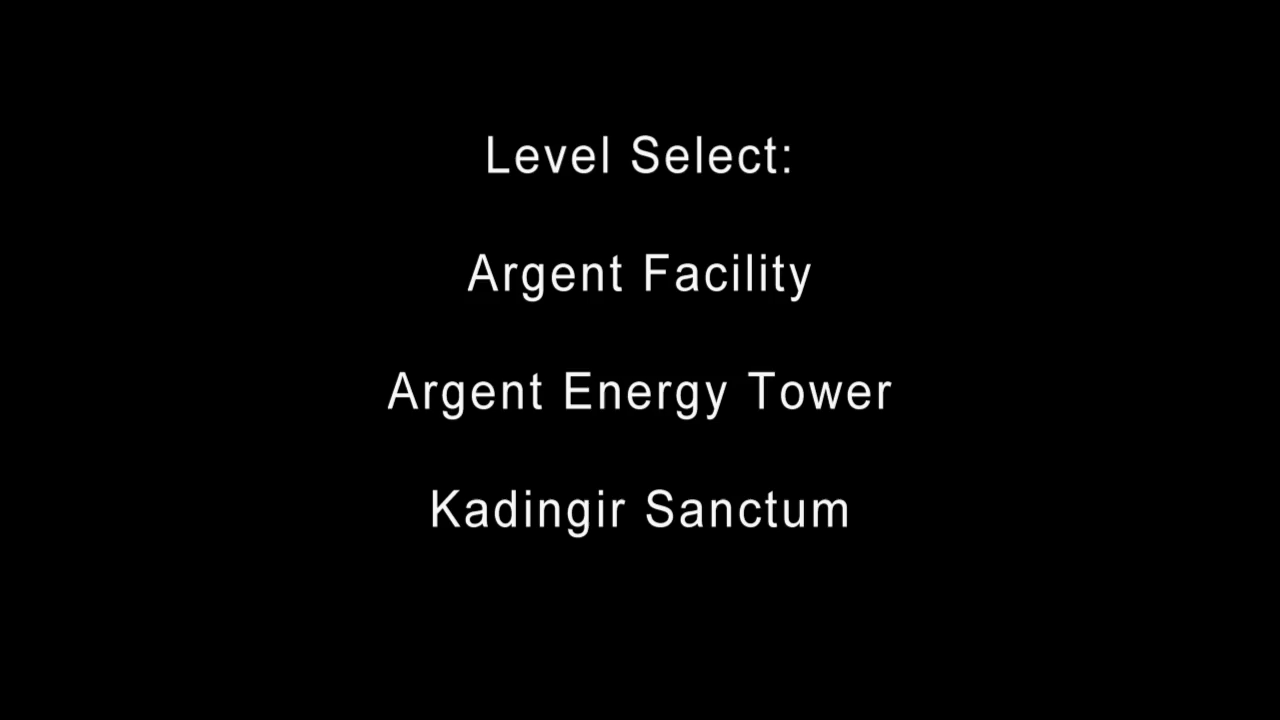 Level Select:
Argent Facility
Argent Energy Tower
Kadingir Sanctum